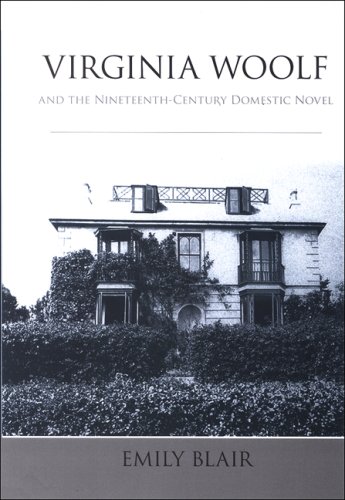 VIRGINIA WOOLF
AND THE NINETEENTH-CENTURY DOMESTIC NOVEL
EMILY BLAIR